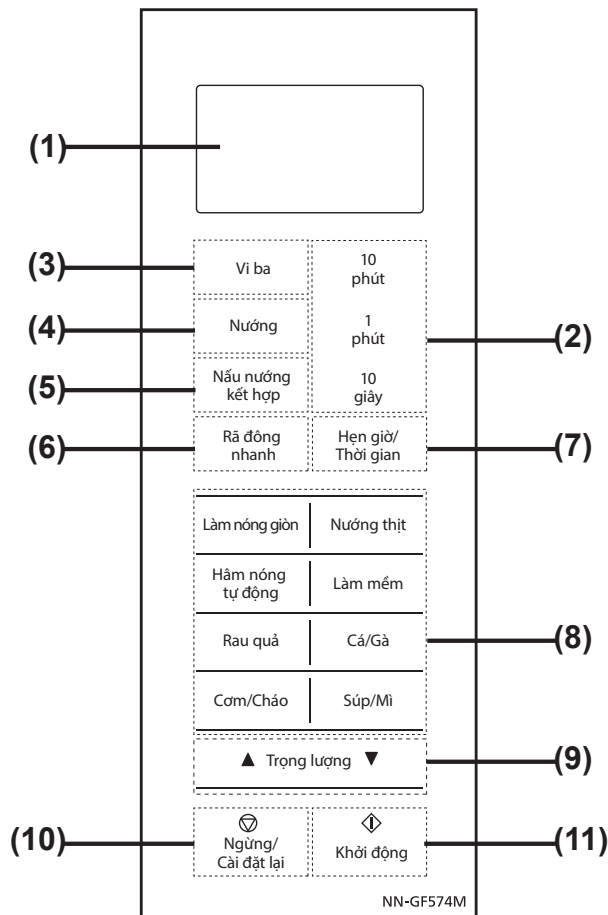 (1)
(3)
Vi ba
10
phút
(4)
Nướng
1
phút
(2)
(5)
Nấu nướng
kết hợp
10
giây
(6)
Rã đông
nhanh
Hẹn giờ/
Thời gian
(7)
Làm nóng giòn
Nướng thịt
Hâm nóng
tự động
Làm mềm
Rau quả
Cá/Gà
(8)
Cơm/Cháo
Súp/Mì
▲ Trọng lượng ▼
(9)
(10)
Ngừng/
Cài đặt lại
Khởi động
(11)
NN-GF574M